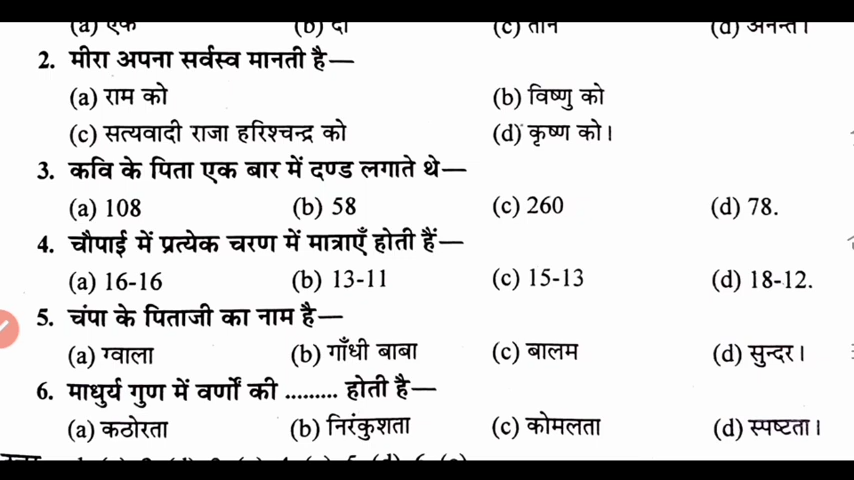 (a) एक (b) दो (c) तीन (d) अनन्त।
2. मीरा अपना सर्वस्व मानती है—
(a) राम को (b) विष्णु को
(c) सत्यवादी राजा हरिश्चन्द्र को (d) कृष्ण को।
3. कवि के पिता एक बार में दण्ड लगाते थे—
(a) 108 (b) 58 (c) 260 (d) 78.
4. चौपाई में प्रत्येक चरण में मात्राएँ होती हैं—
(a) 16-16 (b) 13-11 (c) 15-13 (d) 18-12.
5. चंपा के पिताजी का नाम है—
(a) ग्वाला (b) गाँधी बाबा (c) बालम (d) सुन्दर।
6. माधुर्य गुण में वर्णों की ......... होती है—
(a) कठोरता (b) निरंकुशता (c) कोमलता (d) स्पष्टता।